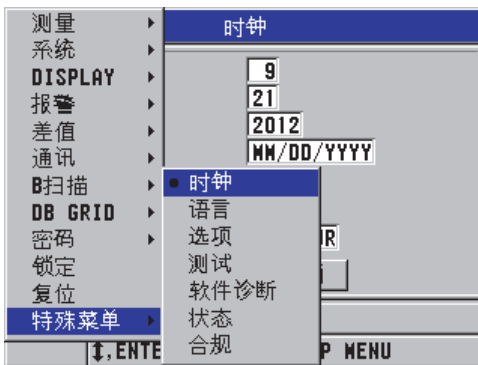 测量
系统
DISPLAY
报警
差值
通讯
B扫描
DB GRID
密码
锁定
复位
特殊菜单
时钟
9
21
2012
MM/DD/YYYY
时钟
语言
选项
测试
软件诊断
状态
合规
,ENTE
P MENU